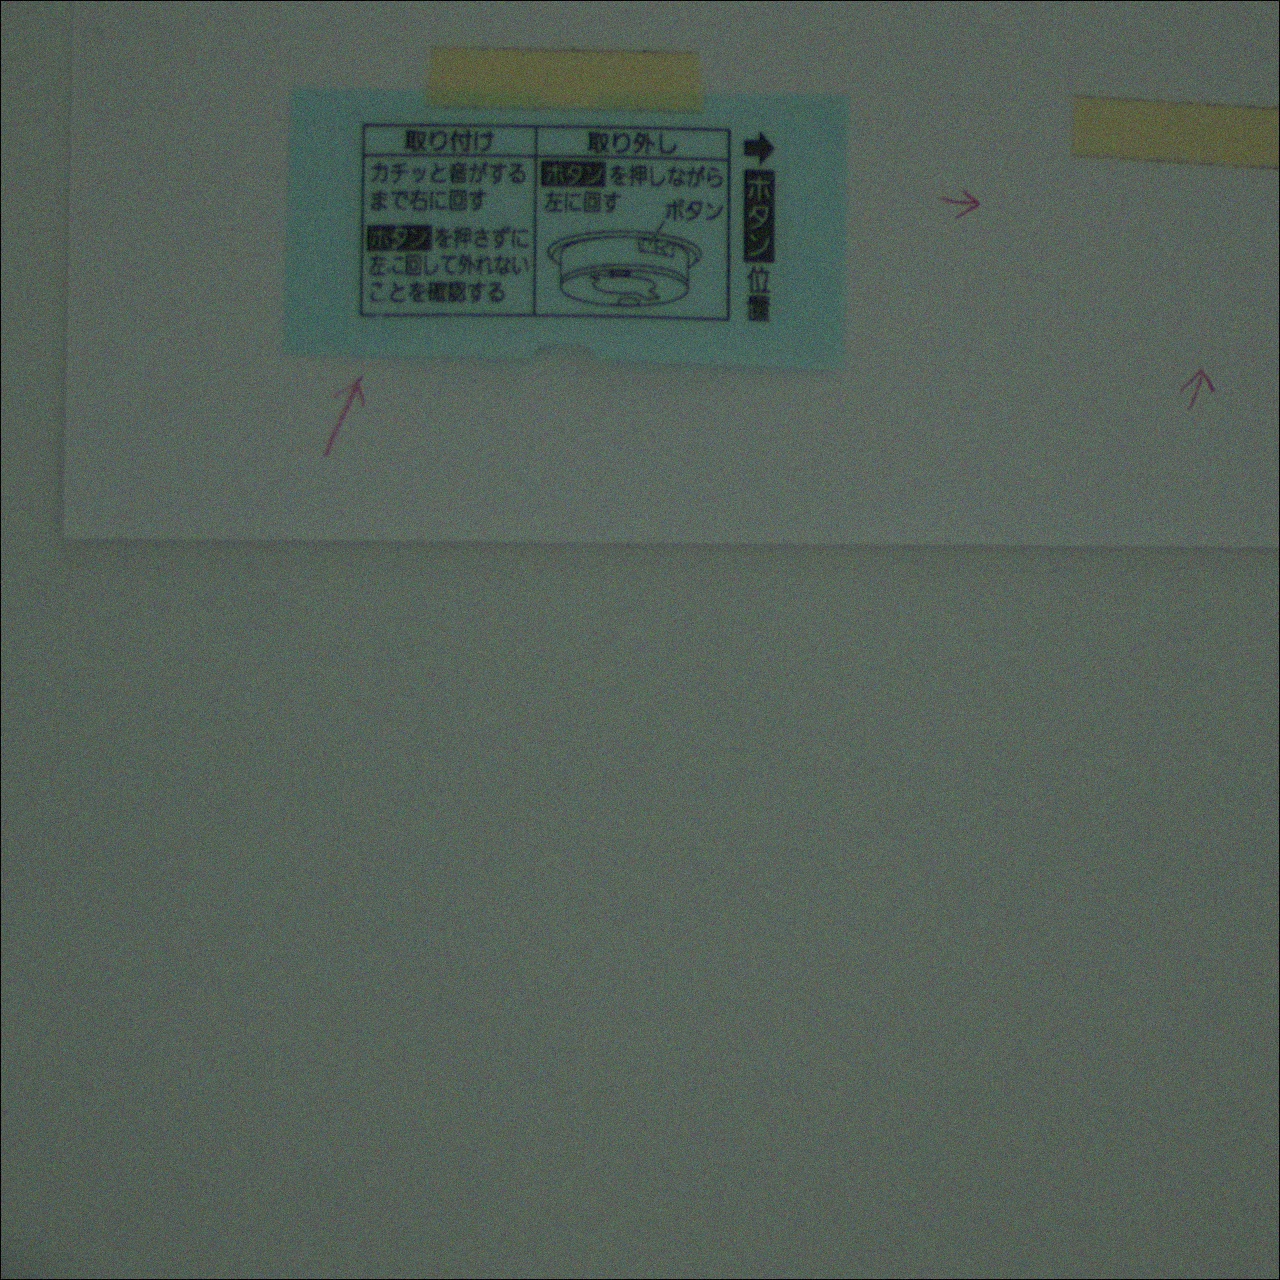 取り付け
カチッと音がする
まで右に回す
ボタンを押さずに
左に回して外れない
ことを確認する
取り外し
ボタンを押しながら
左に回す
ボタン
➡ボタン位置